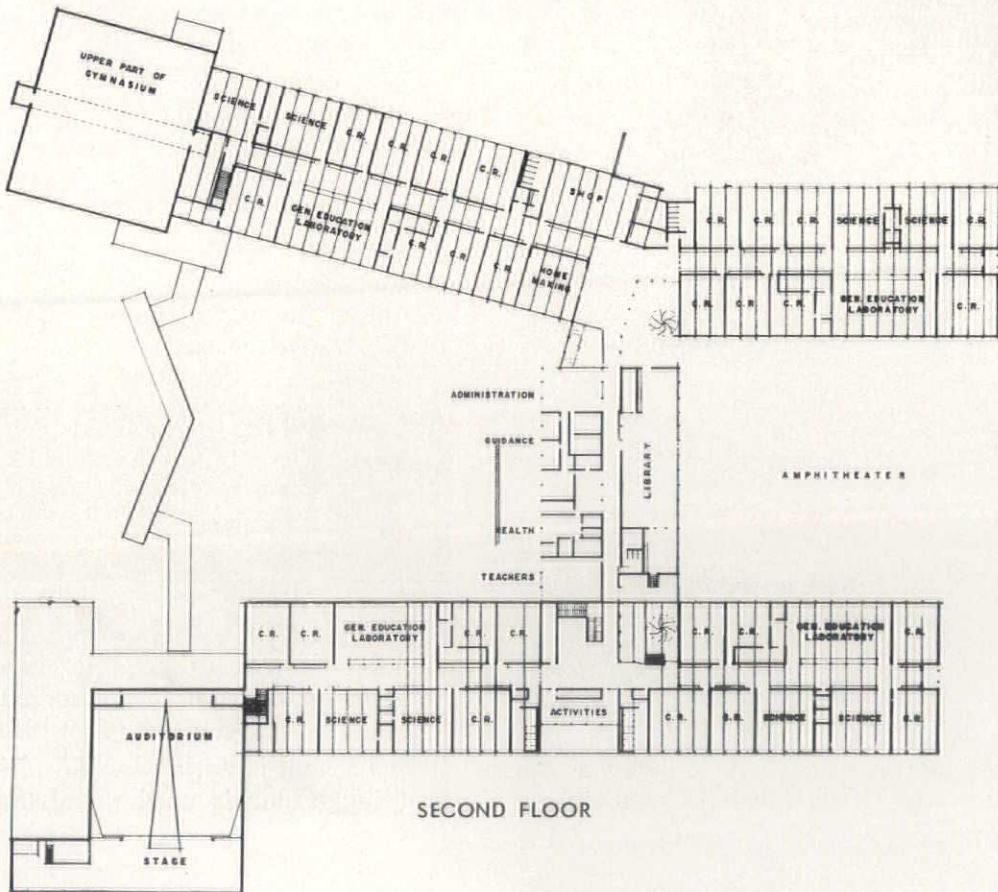 UPPER PART OF
GYMNASIUM
SCIENCE
SCIENCE
C.R.
C.R.
C.R.
C.R.
SHOP
C.R.
GEN. EDUCATION
LABORATORY
C.R.
C.R.
C.R.
HOME
MAKING
C.R.
C.R.
C.R.
SCIENCE
SCIENCE
C.R.
C.R.
C.R.
C.R.
GEN. EDUCATION
LABORATORY
C.R.
ADMINISTRATION
GUIDANCE
LIBRARY
AMPHITHEATER
HEALTH
TEACHERS
C.R.
C.R.
GEN. EDUCATION
LABORATORY
C.R.
C.R.
C.R.
C.R.
GEN. EDUCATION
LABORATORY
C.R.
C.R.
SCIENCE
SCIENCE
C.R.
ACTIVITIES
C.R.
C.R.
SCIENCE
SCIENCE
C.R.
AUDITORIUM
STAGE
SECOND FLOOR